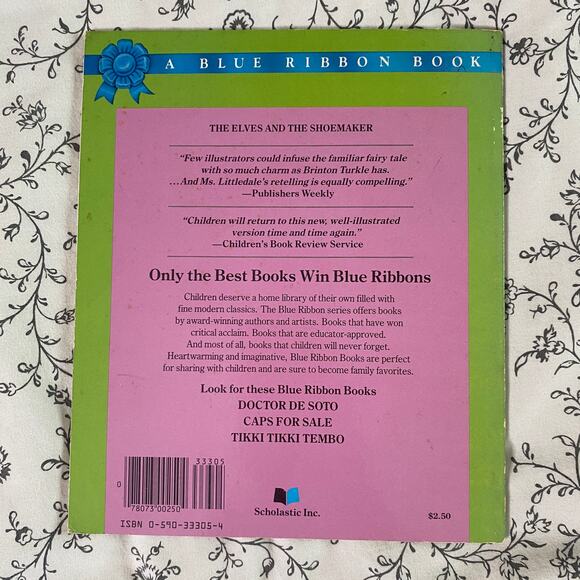 A BLUE RIBBON BOOK
THE ELVES AND THE SHOEMAKER
“Few illustrators could infuse the familiar fairy tale
with so much charm as Brinton Turkle has.
...And Ms. Littledale's retelling is equally compelling.”
—Publishers Weekly
“Children will return to this new, well-illustrated
version time and time again.”
—Children's Book Review Service
Only the Best Books Win Blue Ribbons
Children deserve a home library of their own filled with
fine modern classics. The Blue Ribbon series offers books
by award-winning authors and artists. Books that have won
critical acclaim. Books that are educator-approved.
And most of all, books that children will never forget.
Heartwarming and imaginative, Blue Ribbon Books are perfect
for sharing with children and are sure to become family favorites.
Look for these Blue Ribbon Books
DOCTOR DE SOTO
CAPS FOR SALE
TIKKI TIKKI TEMBO
33305
0
78073 00250
ISBN 0-590-33305-4
Scholastic Inc.
$2.50